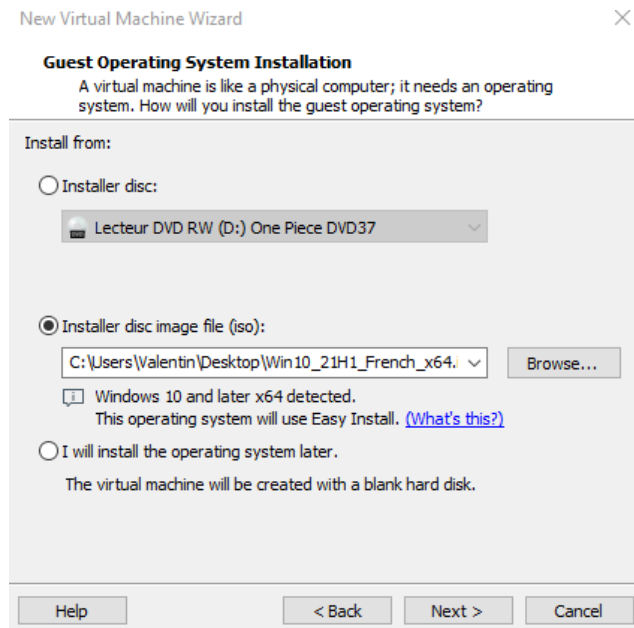 New Virtual Machine Wizard
Guest Operating System Installation
A virtual machine is like a physical computer; it needs an operating
system. How will you install the guest operating system?
Install from:
Installer disc:
Lecteur DVD RW (D:) One Piece DVD37
Installer disc image file (iso):
C:\Users\Valentin\Desktop\Win10_21H1_French_x64.i
Browse...
Windows 10 and later x64 detected.
This operating system will use Easy Install. (What's this?)
I will install the operating system later.
The virtual machine will be created with a blank hard disk.
Help
< Back
Next >
Cancel